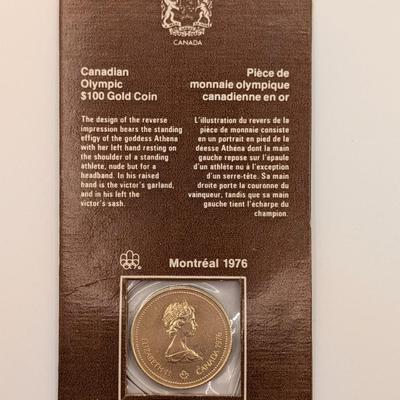 CANADA
Canadian
Olympic
$100 Gold Coin
The design of the reverse
impression bears the standing
effigy of the goddess Athena
with her left hand resting on
the shoulder of a standing
athlete, nude but for a
headband. In his raised
hand is the victor's garland,
and in his left the
victor's sash.
Pièce de
monnaie olympique
canadienne en or
L'illustration du revers de la
pièce de monnaie consiste
en un portrait en pied de la
deesse Athéna dont la main
gauche repose sur l'épaule
d'un athlète nu à l'exception
d'un serre-tête. Sa main
droite porte la couronne du
vainqueur, tandis que sa main
gauche tient l'écharpe du
champion.
Montréal 1976
ELIZABETH II CANADA 1976